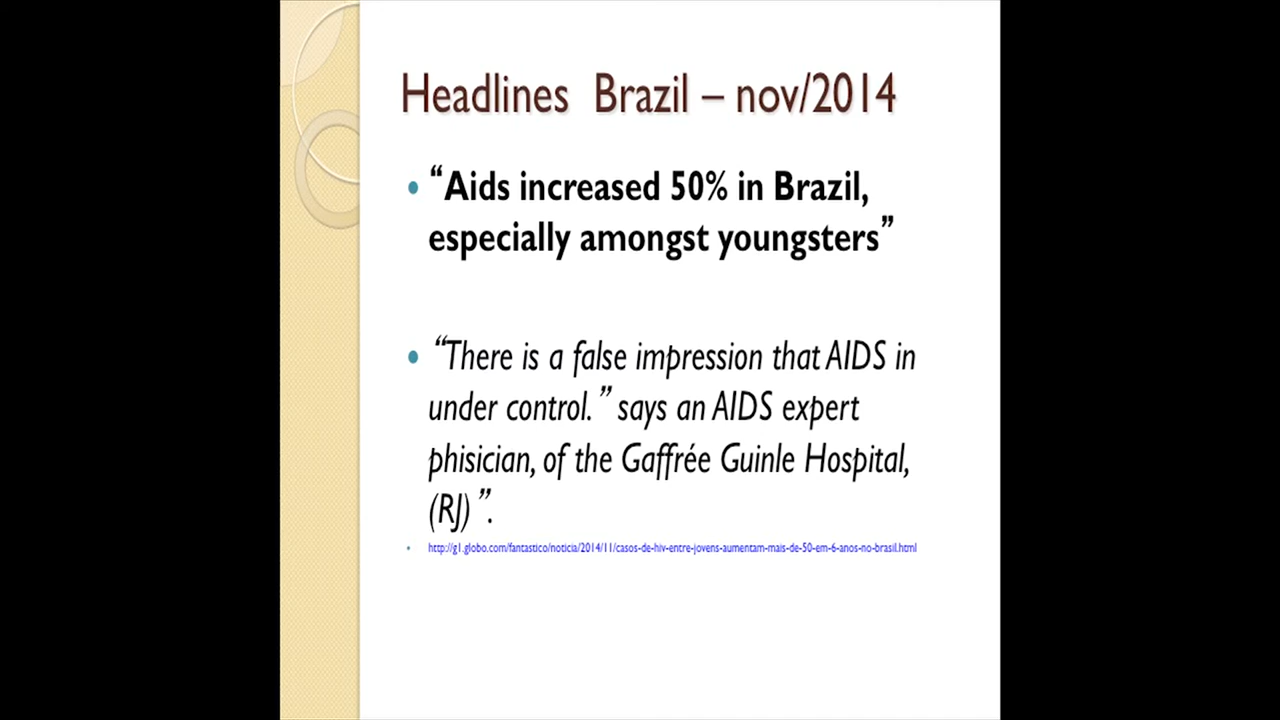 Headlines Brazil – nov/2014
• “Aids increased 50% in Brazil,
especially amongst youngsters”
• “There is a false impression that AIDS in
under control.” says an AIDS expert
phisician, of the Gaffrée Guinle Hospital,
(RJ)”.
• http://g1.globo.com/fantastico/noticia/2014/11/casos-de-hiv-entre-jovens-aumentam-mais-de-50-em-6-anos-no-brasil.html